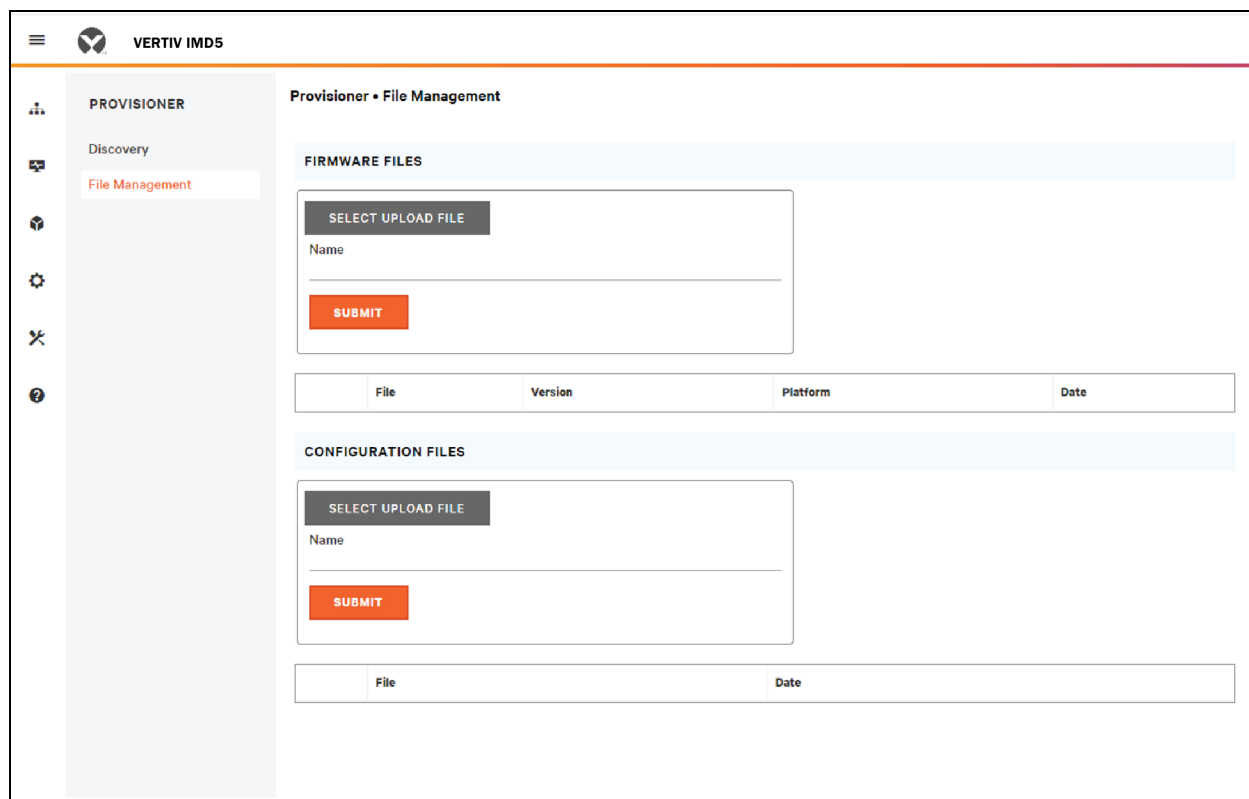 VERTIV IMD5
PROVISIONER
Discovery
File Management
Provisioner • File Management
FIRMWARE FILES
SELECT UPLOAD FILE
Name
SUBMIT
File Version Platform Date
CONFIGURATION FILES
SELECT UPLOAD FILE
Name
SUBMIT
File Date